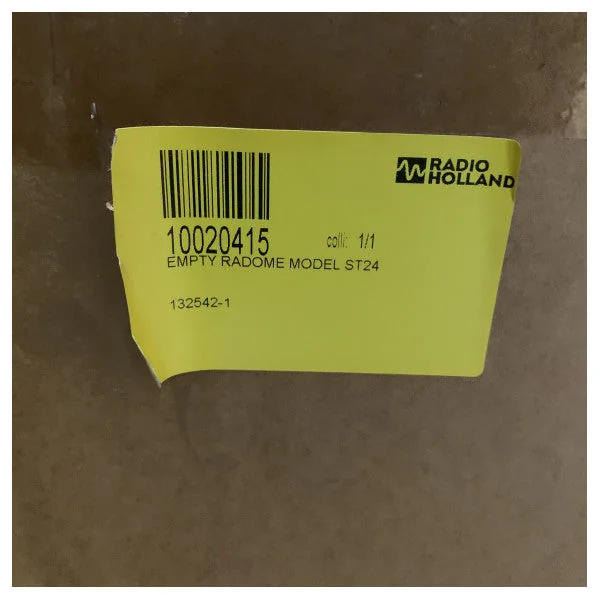 RADIO
HOLLAND
10020415 colli: 1/1
EMPTY RADOME MODEL ST24
132542-1